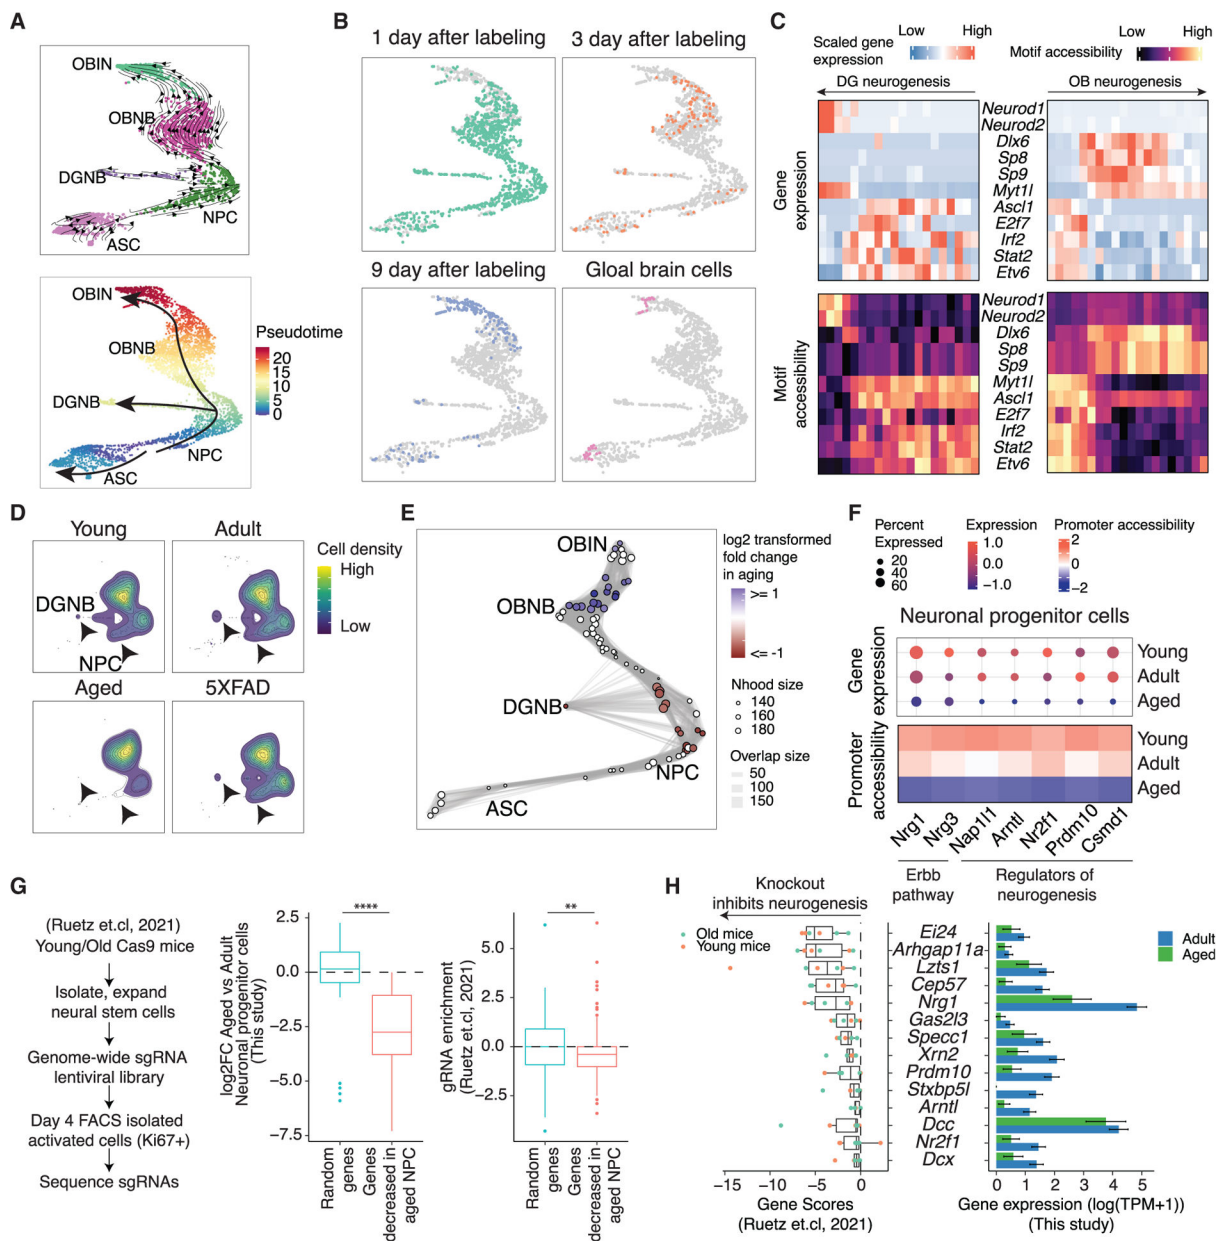 A
OBIN
OBNB
DGNB
NPC
ASC
OBIN
OBNB
DGNB
NPC
ASC
Pseudotime
20
15
10
5
0
B
1 day after labeling
3 day after labeling
9 day after labeling
Gloal brain cells
C
Low High
Scaled gene
expression
Low High
Motif accessibility
DG neurogenesis
OB neurogenesis
Gene
expression
Neurod1
Neurod2
Dlx6
Sp8
Sp9
Myt1l
Ascl1
E2f7
Irf2
Stat2
Etv6
Motif
accessibility
Neurod1
Neurod2
Dlx6
Sp8
Sp9
Myt1l
Ascl1
E2f7
Irf2
Stat2
Etv6
D
Young
Adult
DGNB
NPC
Aged
5XFAD
Cell density
High
Low
E
OBIN
OBNB
DGNB
NPC
ASC
log2 transformed
fold change
in aging
>= 1
<= -1
Nhood size
140
160
180
Overlap size
50
100
150
F
Percent
Expressed
20
40
60
Expression
1.0
0.0
-1.0
Promoter accessibility
2
0
-2
Neuronal progenitor cells
Gene
expression
Young
Adult
Aged
Promoter
accessibility
Young
Adult
Aged
Nrg1
Nrg3
Nap1l1
Arntl
Nr2f1
Prdm10
Csmd1
Erbb
pathway
Regulators of
neurogenesis
G
(Ruetz et.cl, 2021)
Young/Old Cas9 mice
Isolate, expand
neural stem cells
Genome-wide sgRNA
lentiviral library
Day 4 FACS isolated
activated cells (Ki67+)
Sequence sgRNAs
log2FC Aged vs Adult
Neuronal progenitor cells
(This study)
2.5
0.0
-2.5
-5.0
-7.5
****
Random
genes
Genes
decreased in
aged NPC
gRNA enrichment
(Ruetz et.cl, 2021)
5.0
2.5
0.0
-2.5
**
Random
genes
Genes
decreased in
aged NPC
H
Knockout
inhibits neurogenesis
Old mice
Young mice
Ei24
Arhgap11a
Lzts1
Cep57
Nrg1
Gas2l3
Specc1
Xrn2
Prdm10
Stxbp5l
Arntl
Dcc
Nr2f1
Dcx
−15 −10 −5 0
Gene Scores
(Ruetz et.cl, 2021)
Adult
Aged
0 1 2 3 4 5
Gene expression (log(TPM+1))
(This study)